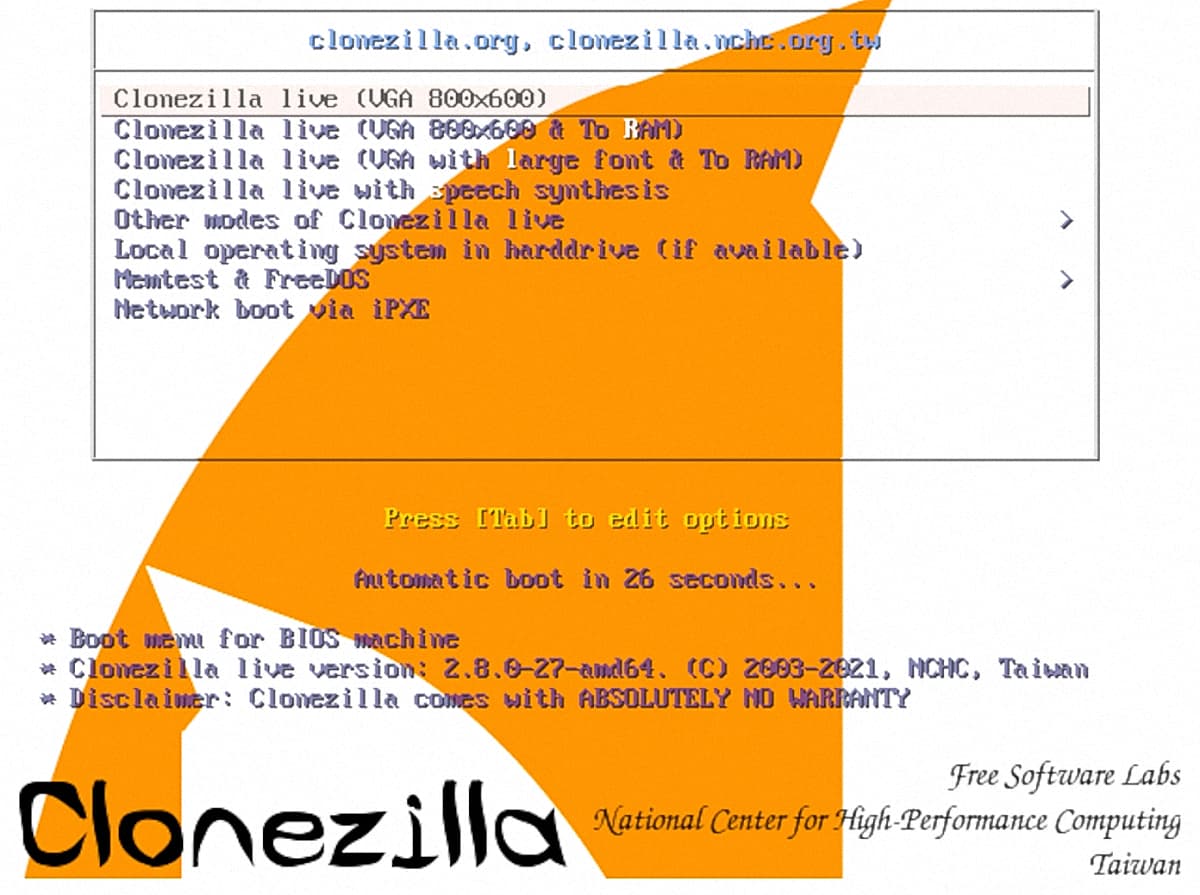 clonezilla.org, clonezilla.nchc.org.tw
Clonezilla live (VGA 800x600)
Clonezilla live (VGA 800x600 & To RAM)
Clonezilla live (VGA with large font & To RAM)
Clonezilla live with speech synthesis
Other modes of Clonezilla live >
Local operating system in harddrive (if available)
Memtest & FreeDOS >
Network boot via iPXE
Press [Tab] to edit options
Automatic boot in 26 seconds...
* Boot menu for BIOS machine
* Clonezilla live version: 2.8.0-27-amd64. (C) 2003-2021, NCHC, Taiwan
* Disclaimer: Clonezilla comes with ABSOLUTELY NO WARRANTY
Clonezilla
Free Software Labs
National Center for High-Performance Computing
Taiwan